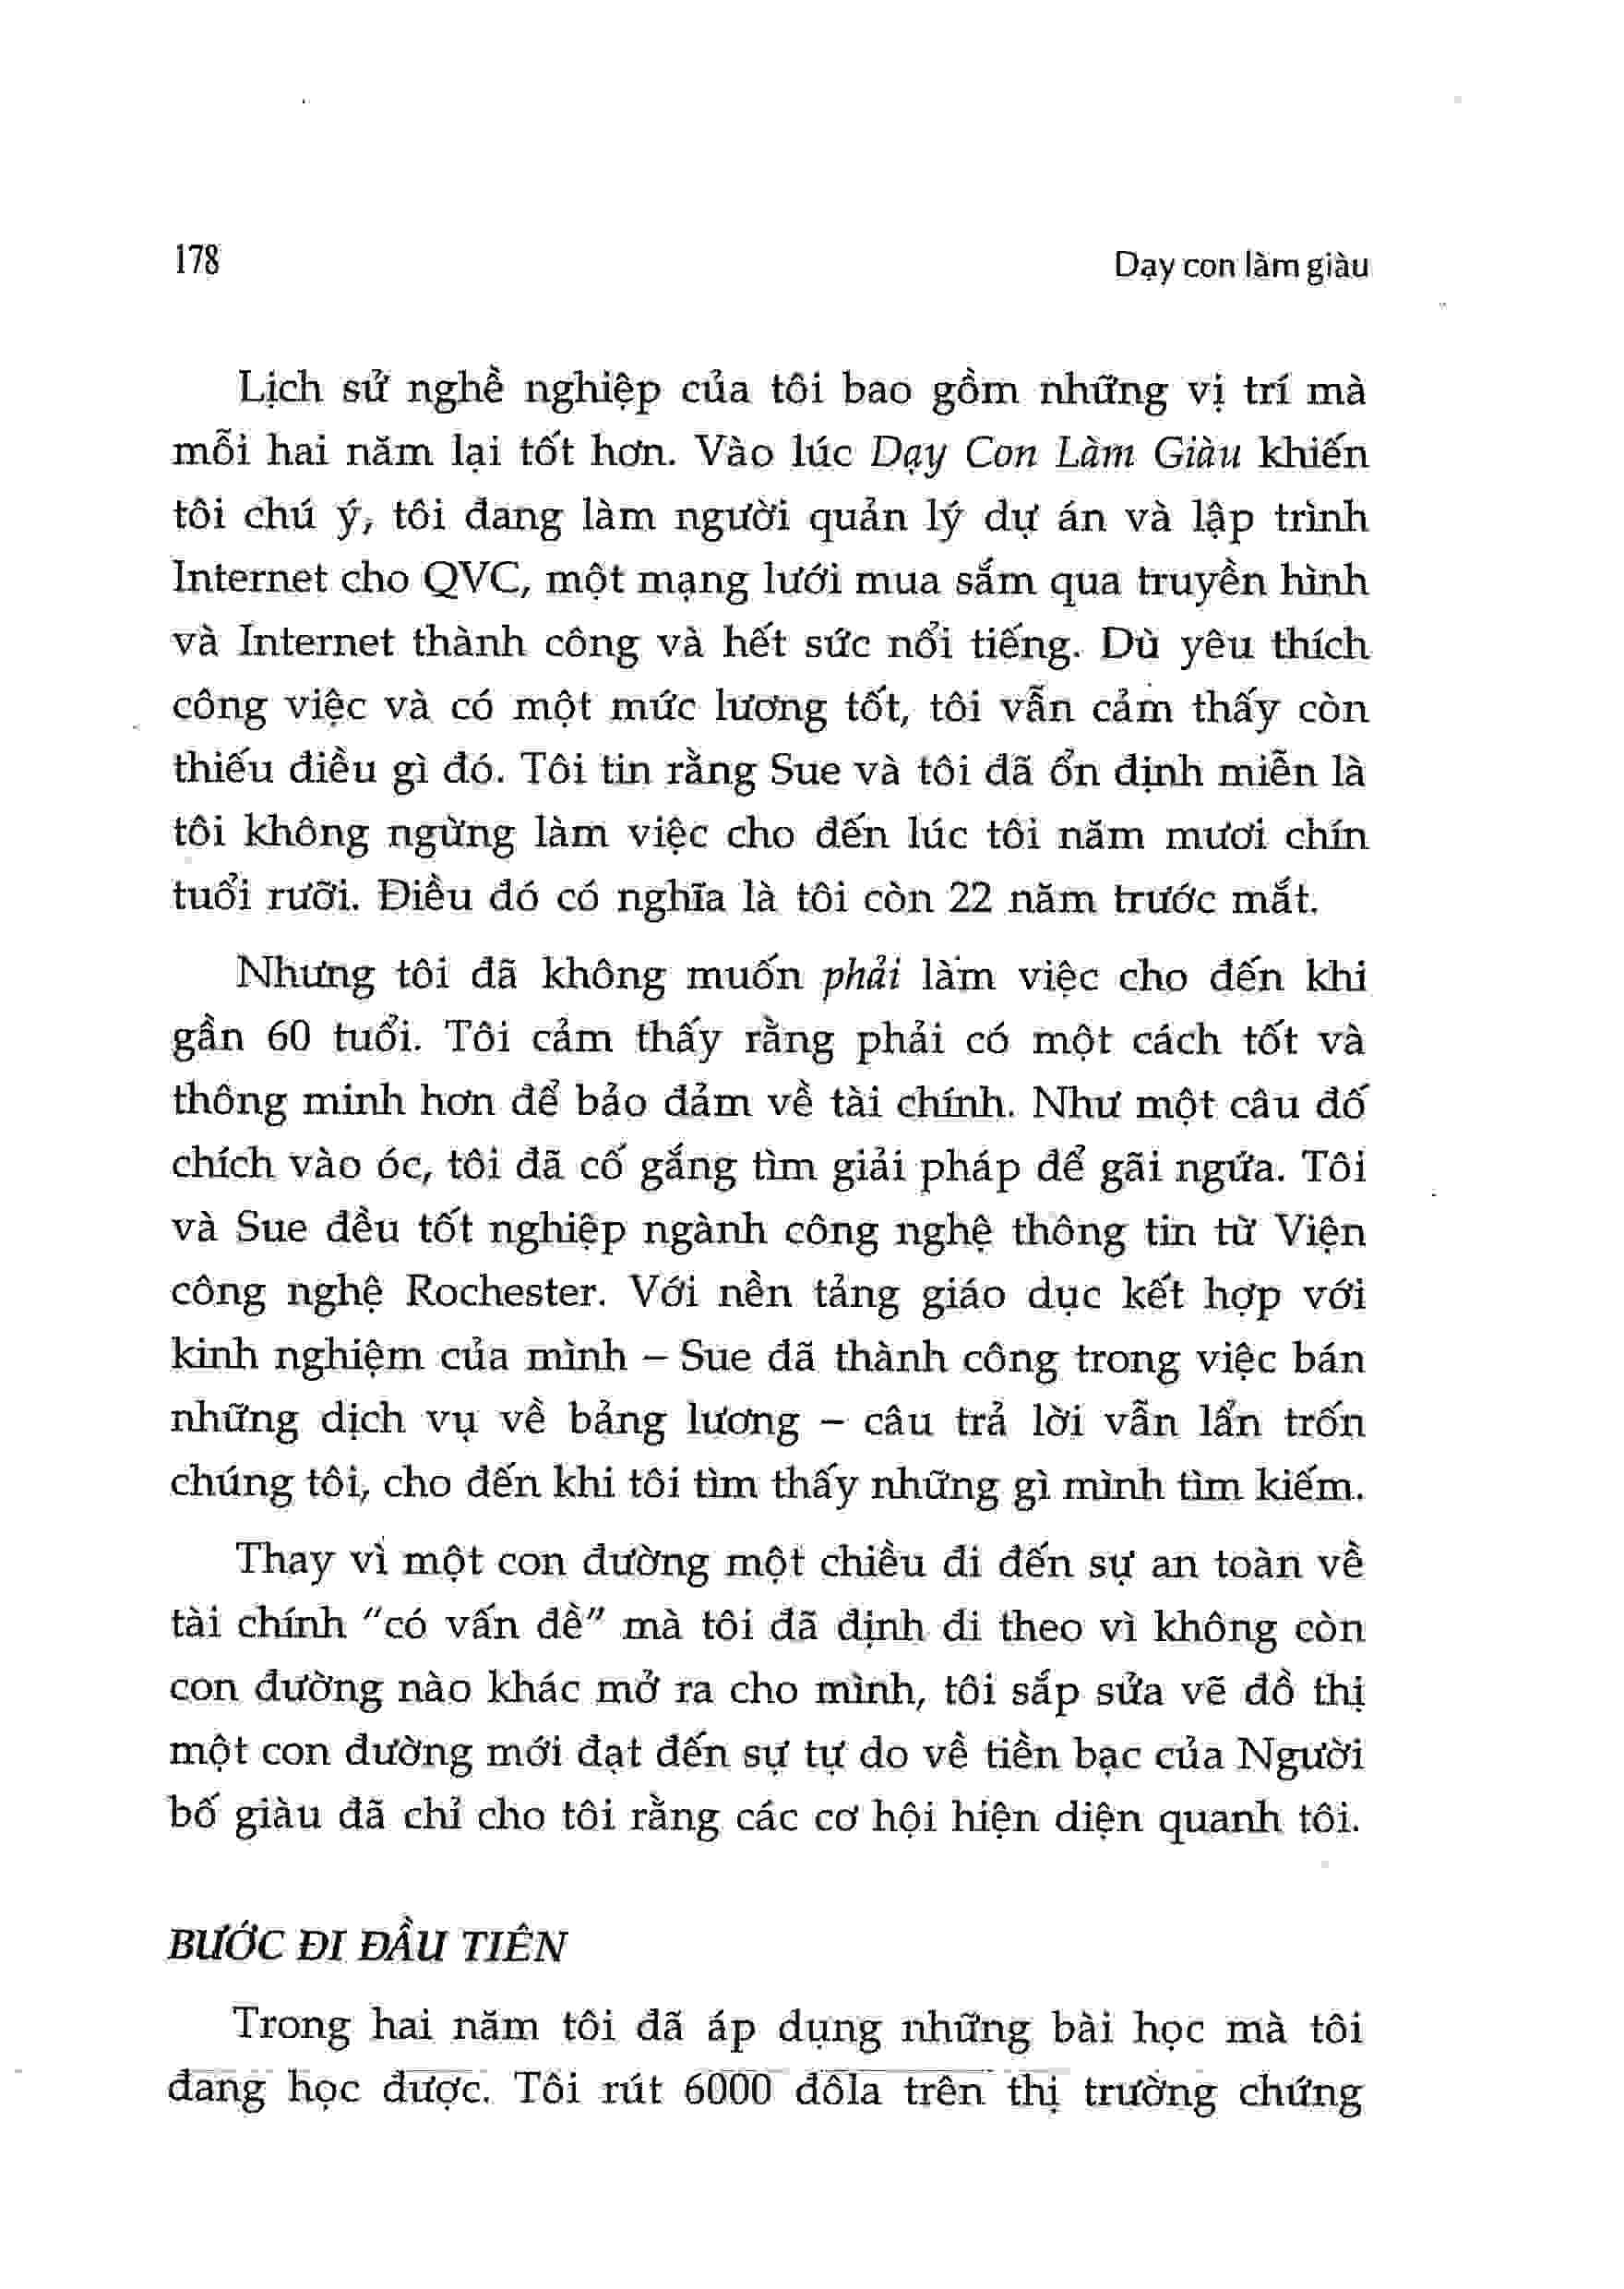 178
Dạy con làm giàu
Lịch sử nghề nghiệp của tôi bao gồm những vị trí mà
mỗi hai năm lại tốt hơn. Vào lúc Dạy Con Làm Giàu khiến
tôi chú ý, tôi đang làm người quản lý dự án và lập trình
Internet cho QVC, một mạng lưới mua sắm qua truyền hình
và Internet thành công và hết sức nổi tiếng. Dù yêu thích
công việc và có một mức lương tốt, tôi vẫn cảm thấy còn
thiếu điều gì đó. Tôi tin rằng Sue và tôi đã ổn định miễn là
tôi không ngừng làm việc cho đến lúc tôi năm mươi chín
tuổi rưỡi. Điều đó có nghĩa là tôi còn 22 năm trước mắt.
Nhưng tôi đã không muốn phải làm việc cho đến khi
gần 60 tuổi. Tôi cảm thấy rằng phải có một cách tốt và
thông minh hơn để bảo đảm về tài chính. Như một câu đố
chích vào óc, tôi đã cố gắng tìm giải pháp để gãi ngứa. Tôi
và Sue đều tốt nghiệp ngành công nghệ thông tin từ Viện
công nghệ Rochester. Với nền tảng giáo dục kết hợp với
kinh nghiệm của mình – Sue đã thành công trong việc bán
những dịch vụ về bảng lương – câu trả lời vẫn lẩn trốn
chúng tôi, cho đến khi tôi tìm thấy những gì mình tìm kiếm.
Thay vì một con đường một chiều đi đến sự an toàn về
tài chính "có vấn đề" mà tôi đã định đi theo vì không còn
con đường nào khác mở ra cho mình, tôi sắp sửa vẽ đồ thị
một con đường mới đạt đến sự tự do về tiền bạc của Người
bố giàu đã chỉ cho tôi rằng các cơ hội hiện diện quanh tôi.
BƯỚC ĐI ĐẦU TIÊN
Trong hai năm tôi đã áp dụng những bài học mà tôi
đang học được. Tôi rút 6000 đôla trên thị trường chứng